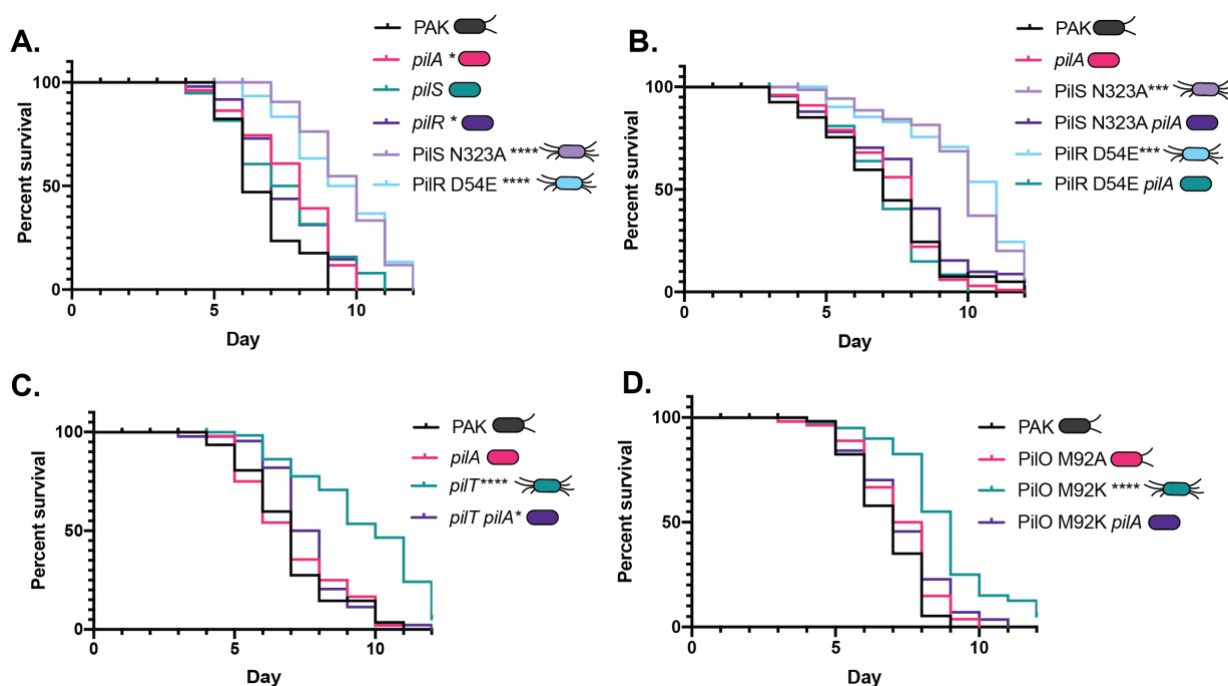 A.
PAK
pilA *
pilS
pilR *
PilS N323A ****
PilR D54E ****
Percent survival
100
50
0
0 5 10
Day
B.
PAK
pilA
PilS N323A***
PilS N323A pilA
PilR D54E***
PilR D54E pilA
Percent survival
100
50
0
0 5 10
Day
C.
PAK
pilA
pilT****
pilT pilA*
Percent survival
100
50
0
0 5 10
Day
D.
PAK
PilO M92A
PilO M92K ****
PilO M92K pilA
Percent survival
100
50
0
0 5 10
Day